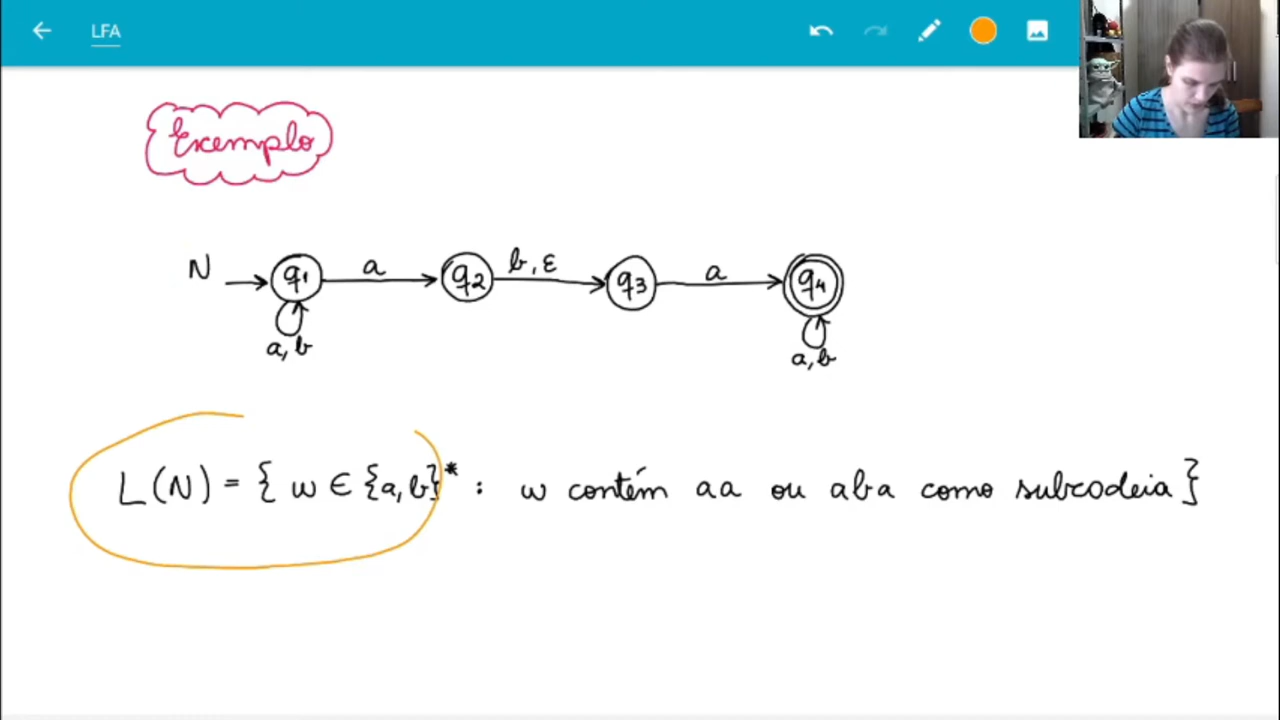 LFA
Exemplo
N q1 a q2 b, ε q3 a q4
a, b a, b
L(N) = { w ∈ {a, b}* : w contém aa ou aba como subcadeia }